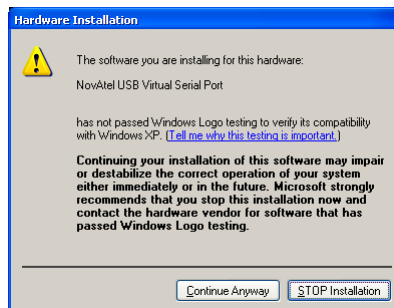 Hardware Installation
The software you are installing for this hardware:
NovAtel USB Virtual Serial Port
has not passed Windows Logo testing to verify its compatibility
with Windows XP. (Tell me why this testing is important.)
Continuing your installation of this software may impair
or destabilize the correct operation of your system
either immediately or in the future. Microsoft strongly
recommends that you stop this installation now and
contact the hardware vendor for software that has
passed Windows Logo testing.
Continue Anyway
STOP Installation